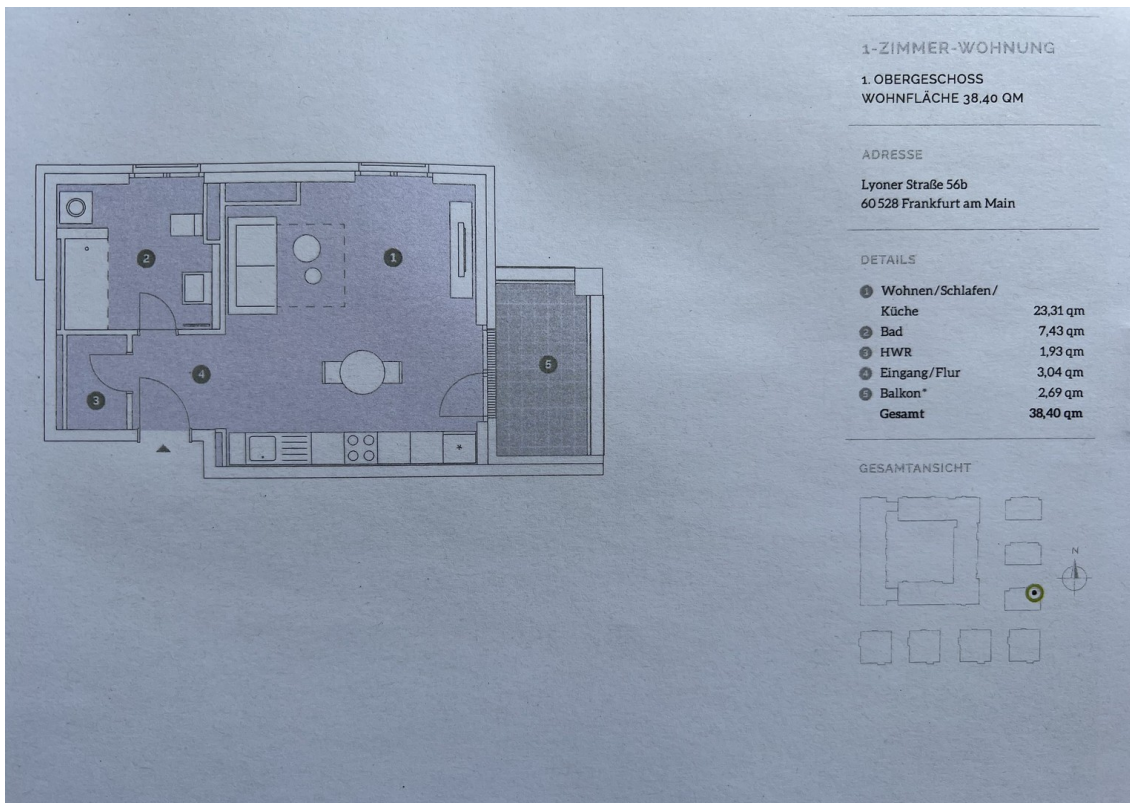 1-ZIMMER-WOHNUNG
1. OBERGESCHOSS
WOHNFLÄCHE 38,40 QM
ADRESSE
Lyoner Straße 56b
60 528 Frankfurt am Main
DETAILS
1 Wohnen/Schlafen/
Küche 23,31 qm
2 Bad 7,43 qm
3 HWR 1,93 qm
4 Eingang/Flur 3,04 qm
5 Balkon* 2,69 qm
Gesamt 38,40 qm
GESAMTANSICHT
N
1
2
3
4
5
*